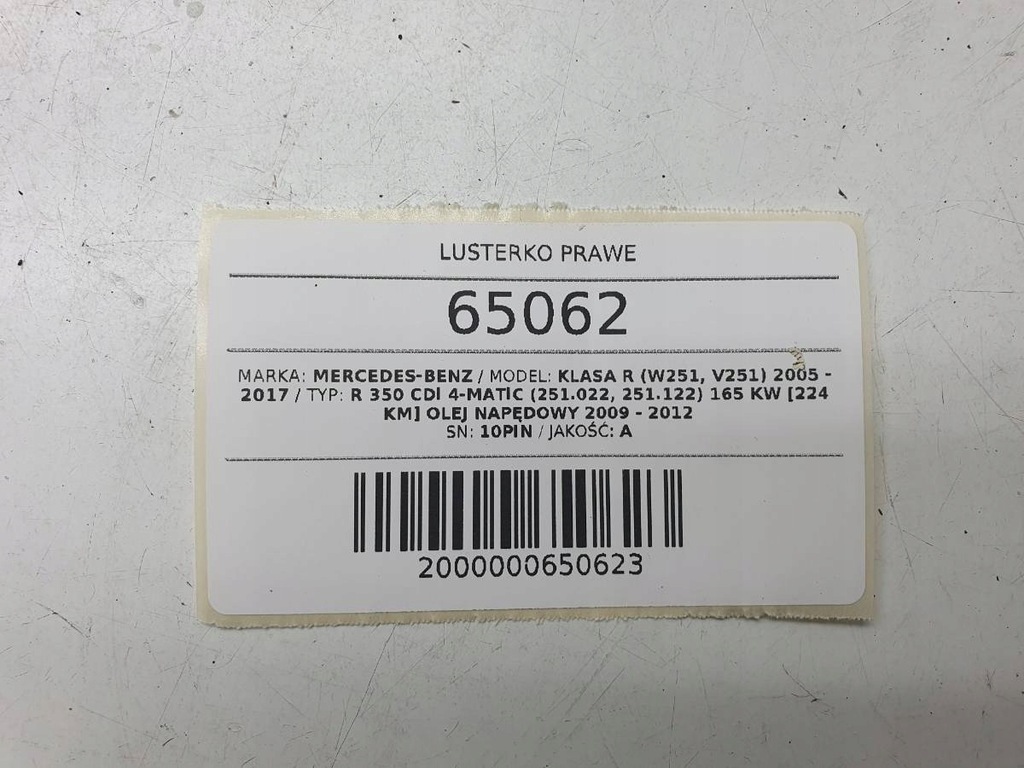 LUSTERKO PRAWE
65062
MARKA: MERCEDES-BENZ / MODEL: KLASA R (W251, V251) 2005 -
2017 / TYP: R 350 CDI 4-MATIC (251.022, 251.122) 165 KW [224
KM] OLEJ NAPĘDOWY 2009 - 2012
SN: 10PIN / JAKOŚĆ: A
2000000650623